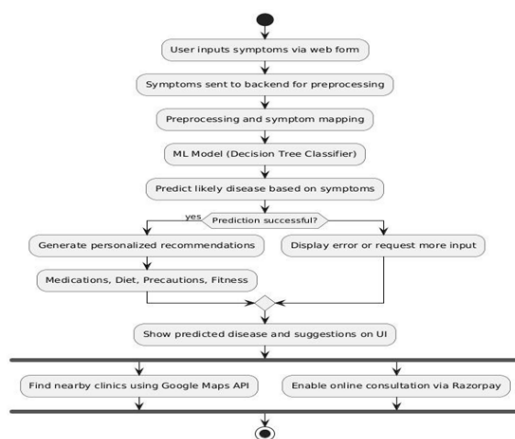 User inputs symptoms via web form
Symptoms sent to backend for preprocessing
Preprocessing and symptom mapping
ML Model (Decision Tree Classifier)
Predict likely disease based on symptoms
yes
Prediction successful?
Generate personalized recommendations
Display error or request more input
Medications, Diet, Precautions, Fitness
Show predicted disease and suggestions on UI
Find nearby clinics using Google Maps API
Enable online consultation via Razorpay